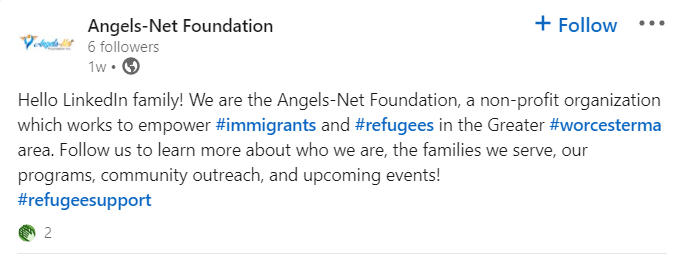 Angels-Net Foundation
+ Follow
6 followers
1w •
Angels-Net
Hello LinkedIn family! We are the Angels-Net Foundation, a non-profit organization
which works to empower #immigrants and #refugees in the Greater #worcesterma
area. Follow us to learn more about who we are, the families we serve, our
programs, community outreach, and upcoming events!
#refugeesupport
2